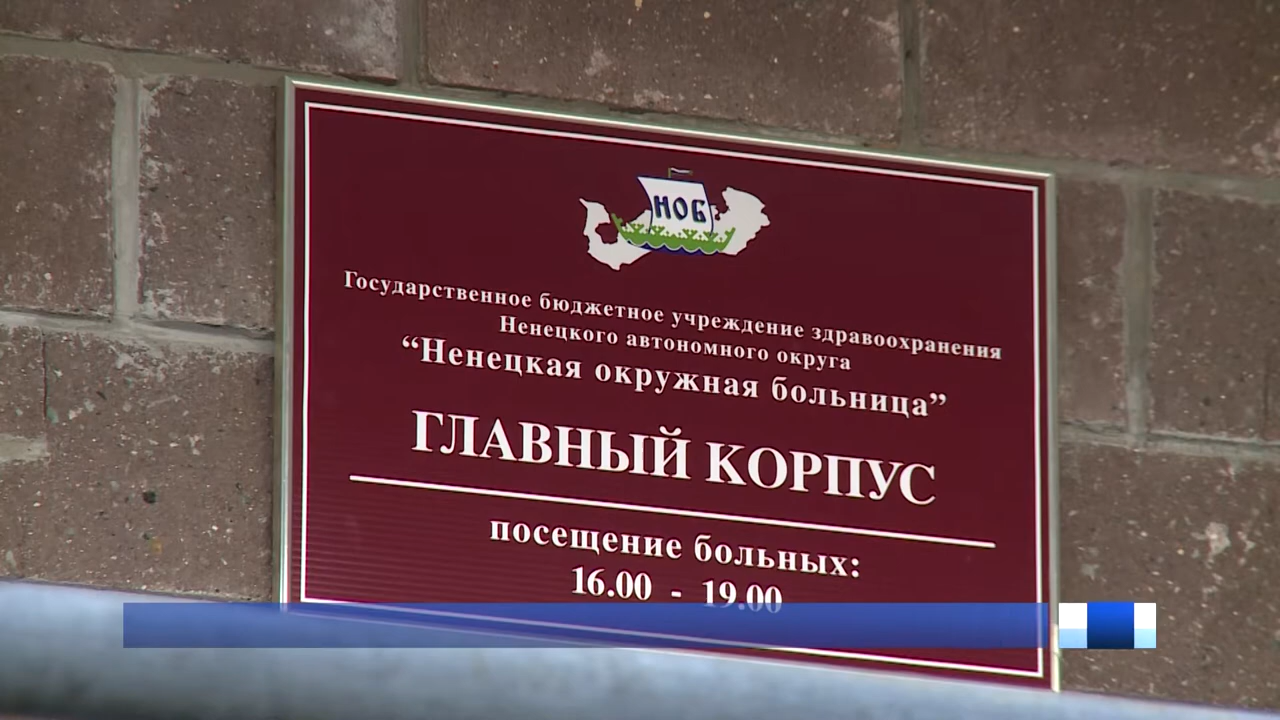 НОБ
Государственное бюджетное учреждение здравоохранения
Ненецкого автономного округа
“Ненецкая окружная больница”
ГЛАВНЫЙ КОРПУС
посещение больных:
16.00 - 19.00